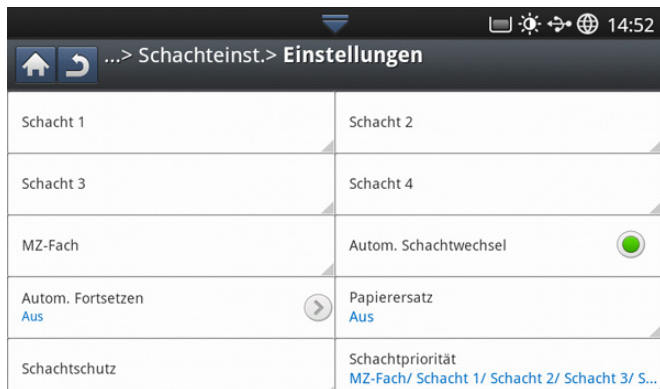 14:52
...> Schachteinst.> Einstellungen
Schacht 1
Schacht 2
Schacht 3
Schacht 4
MZ-Fach
Autom. Schachtwechsel
Autom. Fortsetzen
Aus
Papierersatz
Aus
Schachtschutz
Schachtpriorität
MZ-Fach/ Schacht 1/ Schacht 2/ Schacht 3/ S...